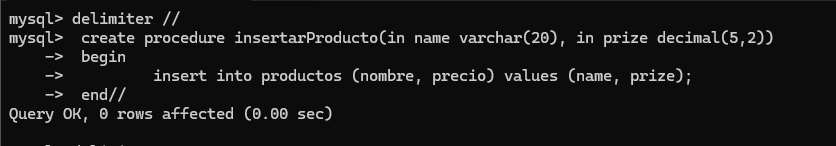 mysql> delimiter //
mysql>  create procedure insertarProducto(in name varchar(20), in prize decimal(5,2))
    ->  begin
    ->          insert into productos (nombre, precio) values (name, prize);
    ->  end//
Query OK, 0 rows affected (0.00 sec)